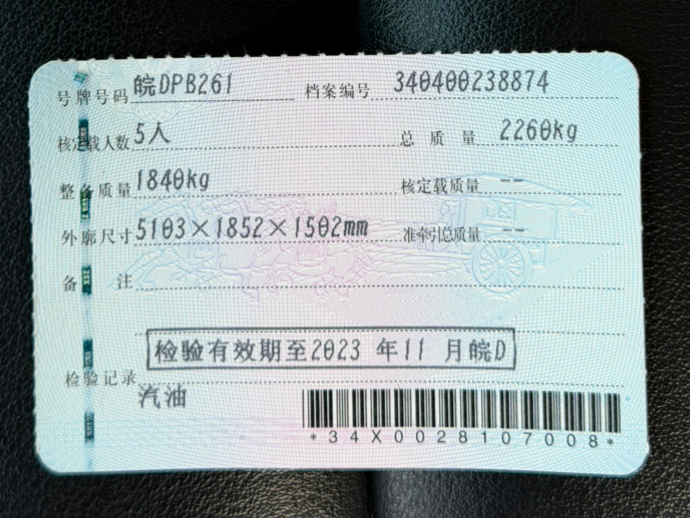 号牌号码 皖DPB261 档案编号 340400238874
核定载人数 5人 总质量 2260kg
整备质量 1840kg 核定载质量 --
外廓尺寸 5103×1852×1502mm 准牵引总质量 --
备注
检验有效期至2023 年11 月皖D
检验记录
汽油
*34X0028107008*